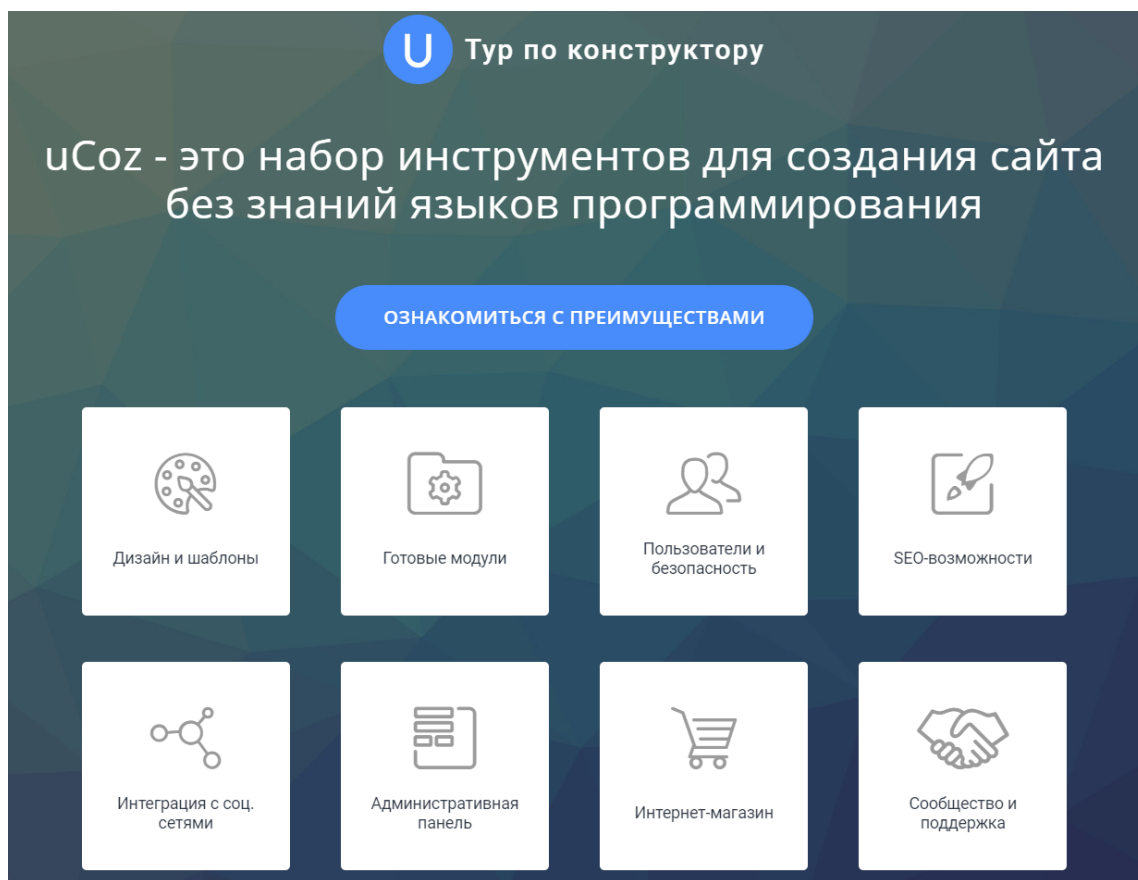 U Тур по конструктору
uCoz - это набор инструментов для создания сайта
без знаний языков программирования
ОЗНАКОМИТЬСЯ С ПРЕИМУЩЕСТВАМИ
Дизайн и шаблоны
Готовые модули
Пользователи и
безопасность
SEO-возможности
Интеграция с соц.
сетями
Административная
панель
Интернет-магазин
Сообщество и
поддержка